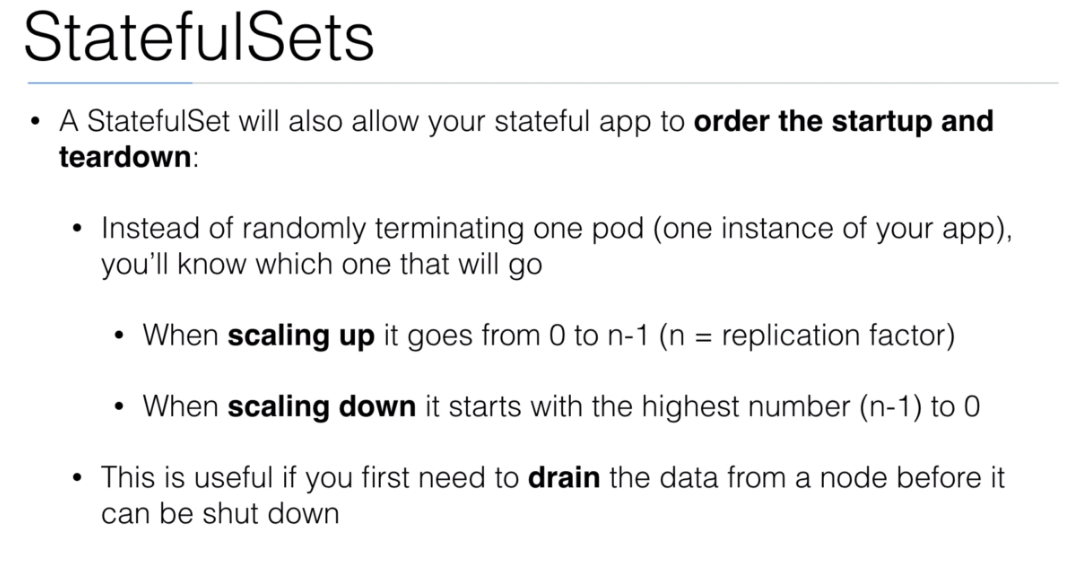 StatefulSets
• A StatefulSet will also allow your stateful app to order the startup and
teardown:
• Instead of randomly terminating one pod (one instance of your app),
you'll know which one that will go
• When scaling up it goes from 0 to n-1 (n = replication factor)
• When scaling down it starts with the highest number (n-1) to 0
• This is useful if you first need to drain the data from a node before it
can be shut down